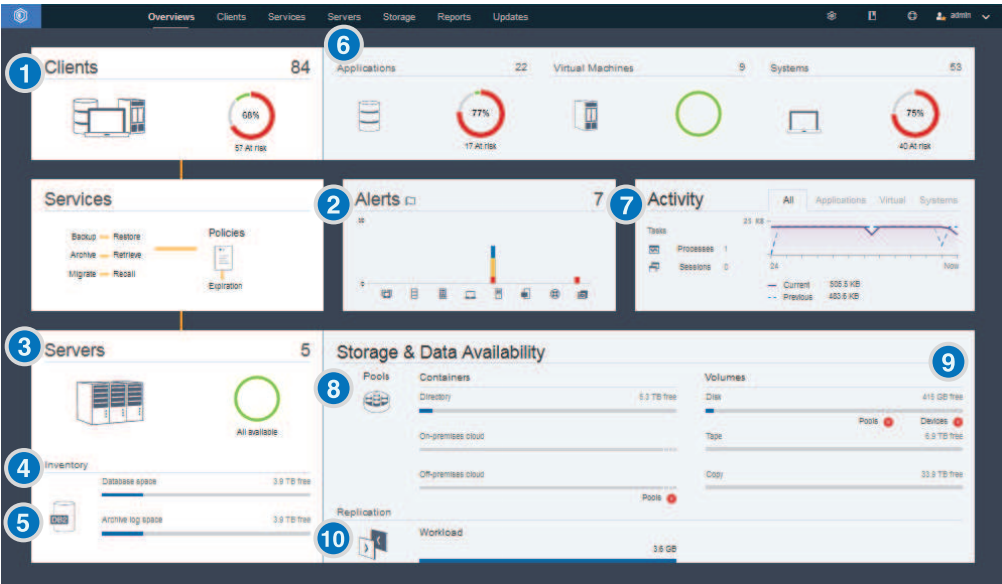 Overviews Clients Services Servers Storage Reports Updates admin
6
1 Clients 84
Applications 22 Virtual Machines 9 Systems 53
68%
57 At risk
77%
17 At risk
75%
40 At risk
Services
Backup Restore
Archive Retrieve
Migrate Recall
Policies
Expiration
2 Alerts 7
0
7 Activity
All Applications Virtual Systems
Tasks
Processes 1
Sessions 0
24 Now
Current 505.5 KB
Previous 483.6 KB
3 Servers 5
All available
4 Inventory
Database space 3.9 TB free
5 DB2
Archive log space 3.9 TB free
Storage & Data Availability
9
8 Pools
Containers
Directory 5.3 TB free
On-premises cloud
Off-premises cloud
Pools
Volumes
Disk 415 GB free
Pools Devices
Tape 6.9 TB free
Copy 33.9 TB free
Replication
10 Workload
3.6 GB